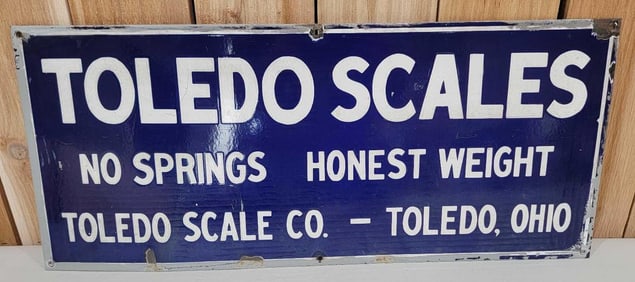 TOLEDO SCALES
NO SPRINGS HONEST WEIGHT
TOLEDO SCALE CO. – TOLEDO, OHIO